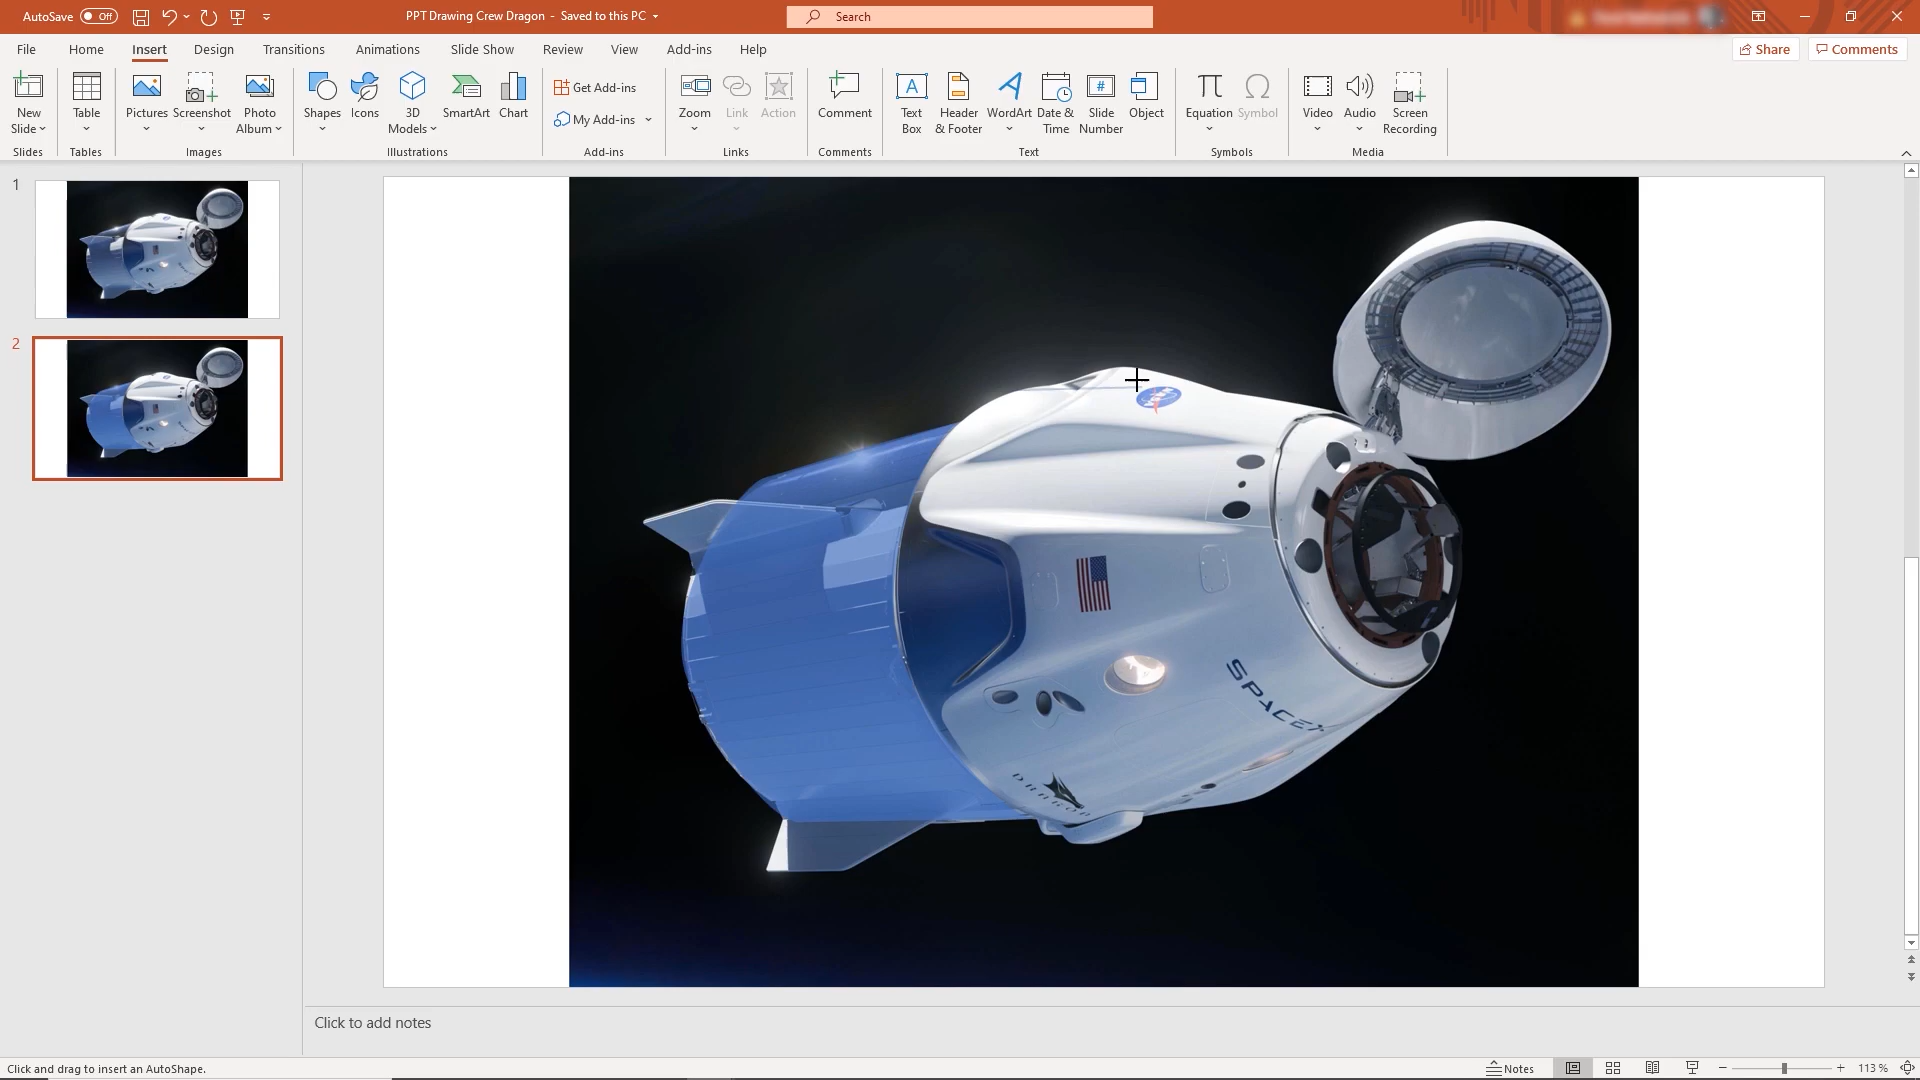 AutoSave Off
PPT Drawing Crew Dragon - Saved to this PC
Search
File Home Insert Design Transitions Animations Slide Show Review View Add-ins Help
Share Comments
New Slide
Slides
Table
Tables
Pictures
Screenshot
Photo Album
Images
Shapes
Icons
3D Models
SmartArt
Chart
Illustrations
Get Add-ins
My Add-ins
Add-ins
Zoom
Link
Action
Links
Comment
Comments
A
Text Box
Header & Footer
WordArt
Date & Time
#
Slide Number
Object
Text
Equation
Symbol
Symbols
Video
Audio
Screen Recording
Media
1
2
NASA
SPACEX
DRAGON
Click to add notes
Click and drag to insert an AutoShape.
Notes
113 %